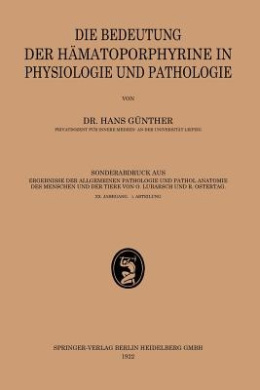 DIE BEDEUTUNG
DER HÄMATOPORPHYRINE IN
PHYSIOLOGIE UND PATHOLOGIE
VON
DR. HANS GÜNTHER
PRIVATDOZENT FÜR INNERE MEDIZIN AN DER UNIVERSITÄT LEIPZIG
SONDERABDRUCK AUS
ERGEBNISSE DER ALLGEMEINEN PATHOLOGIE UND PATHOL. ANATOMIE
DES MENSCHEN UND DER TIERE VON O. LUBARSCH UND R. OSTERTAG
XX. JAHRGANG 1. ABTEILUNG
SPRINGER-VERLAG BERLIN HEIDELBERG GMBH
1922